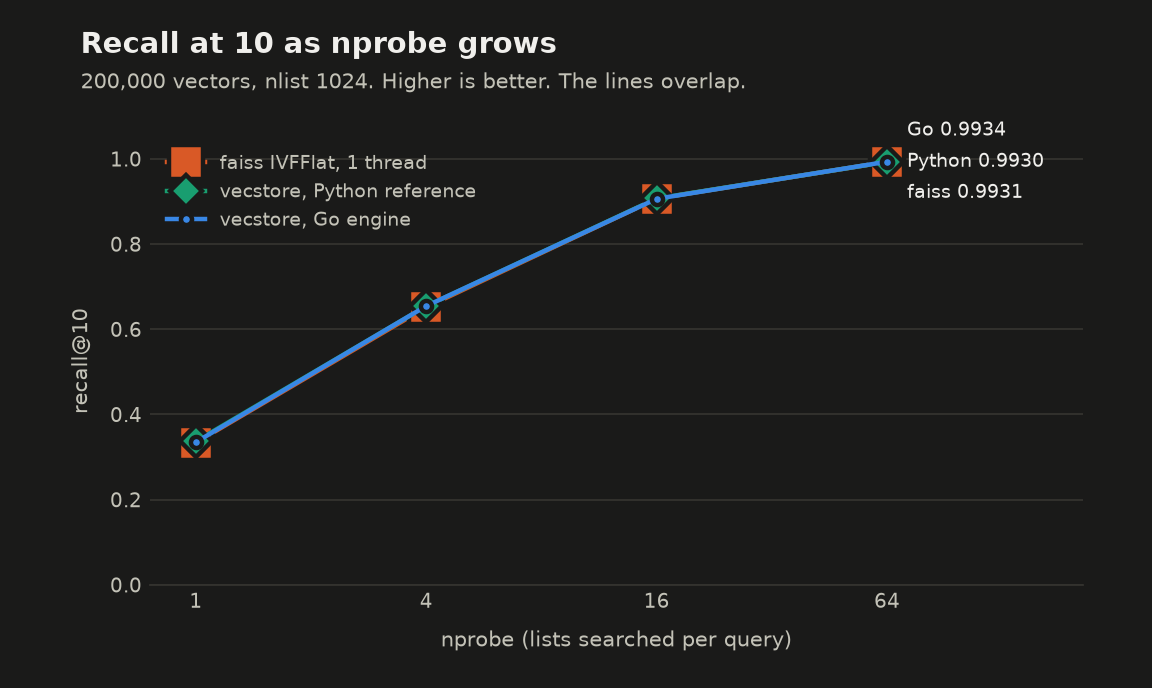 Recall at 10 as nprobe grows
200,000 vectors, nlist 1024. Higher is better. The lines overlap.
Go 0.9934
Python 0.9930
faiss 0.9931
faiss IVFFlat, 1 thread
vecstore, Python reference
vecstore, Go engine
recall@10
1.0
0.8
0.6
0.4
0.2
0.0
1 4 16 64
nprobe (lists searched per query)